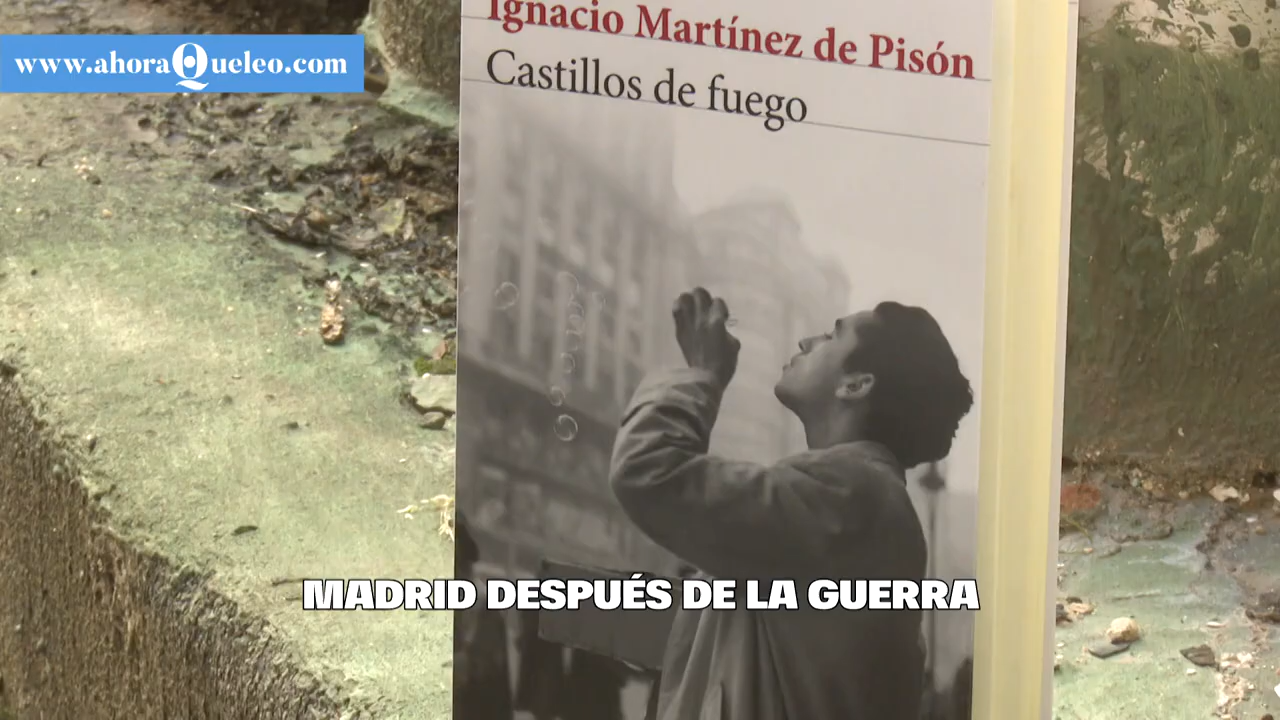 www.ahoraQueleo.com
Ignacio Martínez de Pisón
Castillos de fuego
MADRID DESPUÉS DE LA GUERRA